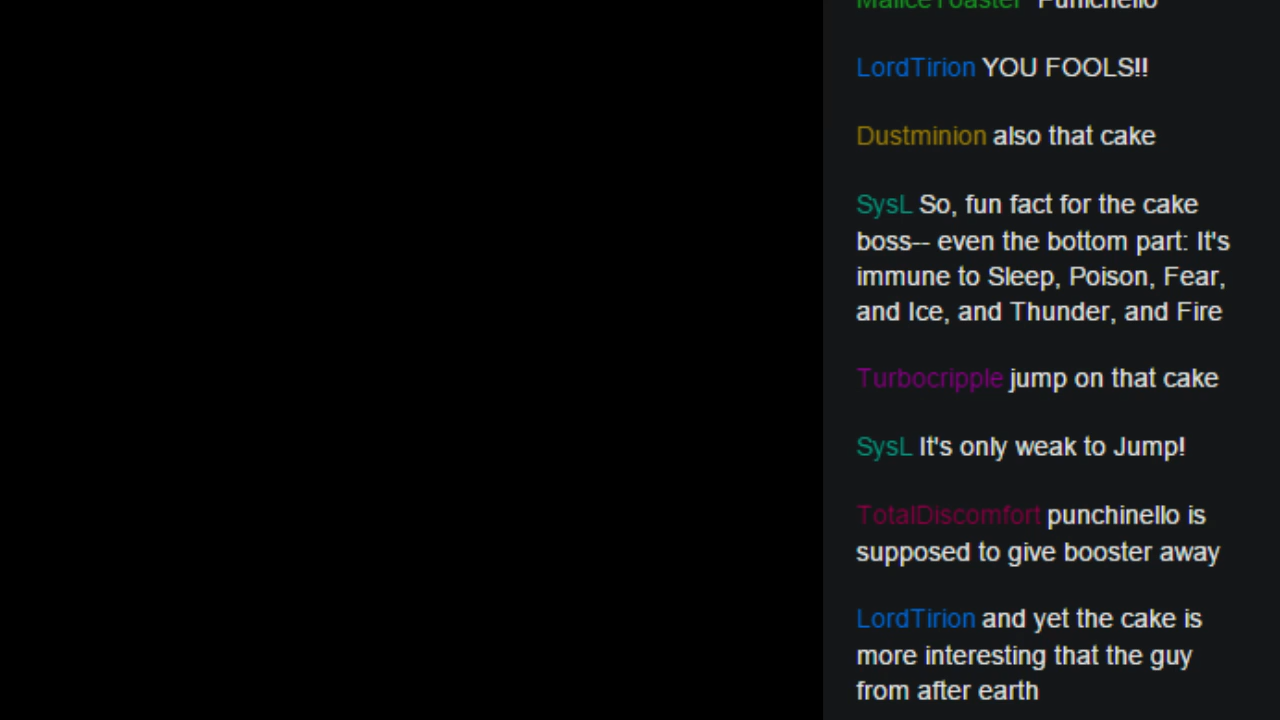 MaliceToaster Punchello
LordTirion YOU FOOLS!!
Dustminion also that cake
SysL So, fun fact for the cake
boss-- even the bottom part: It's
immune to Sleep, Poison, Fear,
and Ice, and Thunder, and Fire
Turbocripple jump on that cake
SysL It's only weak to Jump!
TotalDiscomfort punchinello is
supposed to give booster away
LordTirion and yet the cake is
more interesting that the guy
from after earth